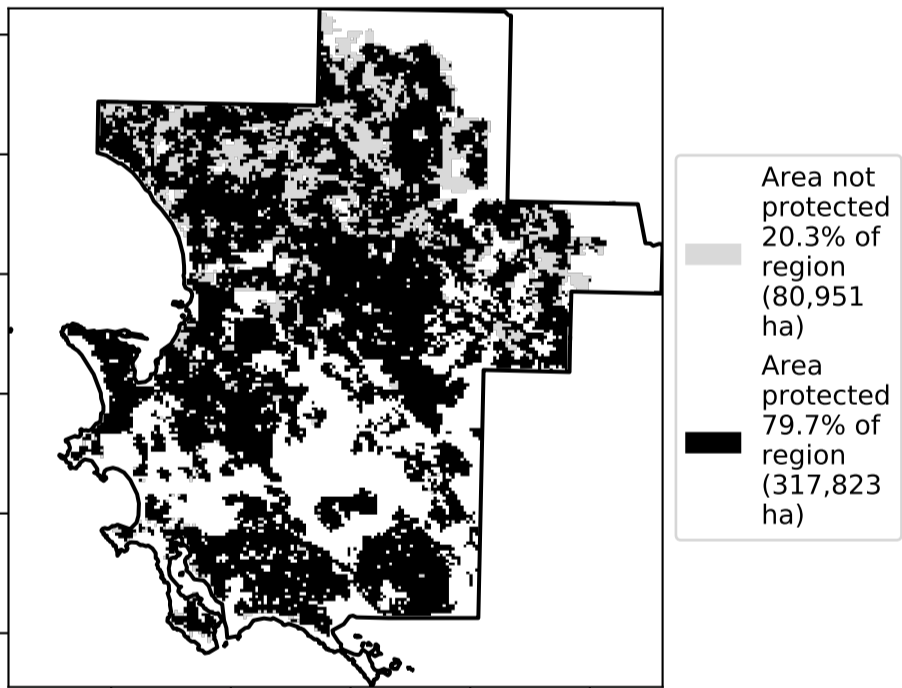 Area not
protected
20.3% of
region
(80,951
ha)
Area
protected
79.7% of
region
(317,823
ha)